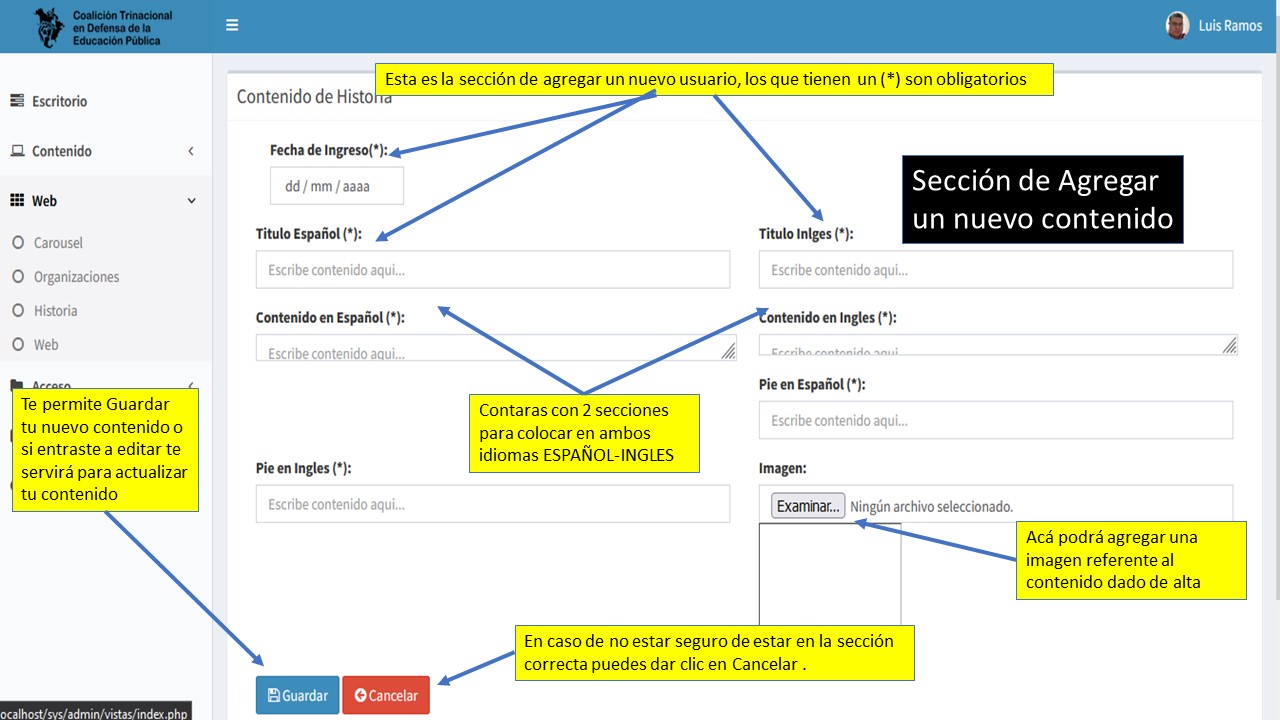 Coalición Trinacional
en Defensa de la
Educación Pública
Luis Ramos
Escritorio
Contenido
Web
Carousel
Organizaciones
Historia
Web
Acceso
Esta es la sección de agregar un nuevo usuario, los que tienen un (*) son obligatorios
Contenido de Historia
Fecha de Ingreso(*):
dd / mm / aaaa
Sección de Agregar
un nuevo contenido
Titulo Español (*):
Escribe contenido aqui...
Titulo Inlges (*):
Escribe contenido aqui...
Contenido en Español (*):
Escribe contenido aqui...
Contenido en Ingles (*):
Escribe contenido aqui...
Contaras con 2 secciones
para colocar en ambos
idiomas ESPAÑOL-INGLES
Pie en Español (*):
Escribe contenido aqui...
Te permite Guardar
tu nuevo contenido o
si entraste a editar te
servirá para actualizar
tu contenido
Pie en Ingles (*):
Escribe contenido aqui...
Imagen:
Examinar... Ningún archivo seleccionado.
Acá podrá agregar una
imagen referente al
contenido dado de alta
En caso de no estar seguro de estar en la sección
correcta puedes dar clic en Cancelar .
Guardar
Cancelar
ocalhost/sys/admin/vistas/index.php